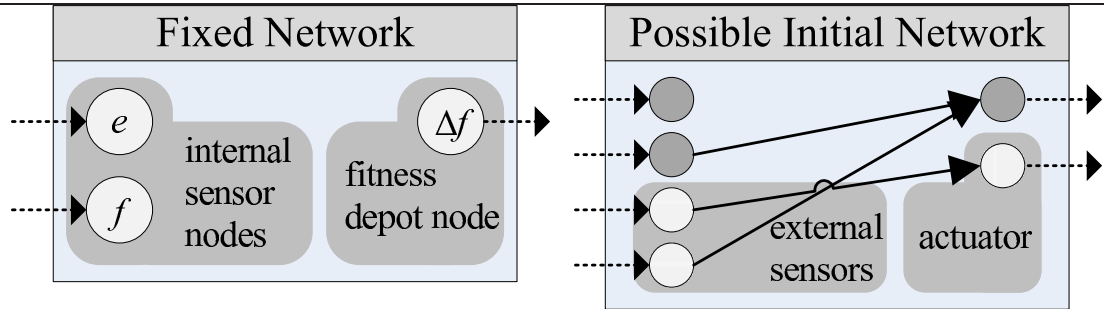 Fixed Network
e
f
internal
sensor
nodes
Δf
fitness
depot node
Possible Initial Network
external
sensors
actuator